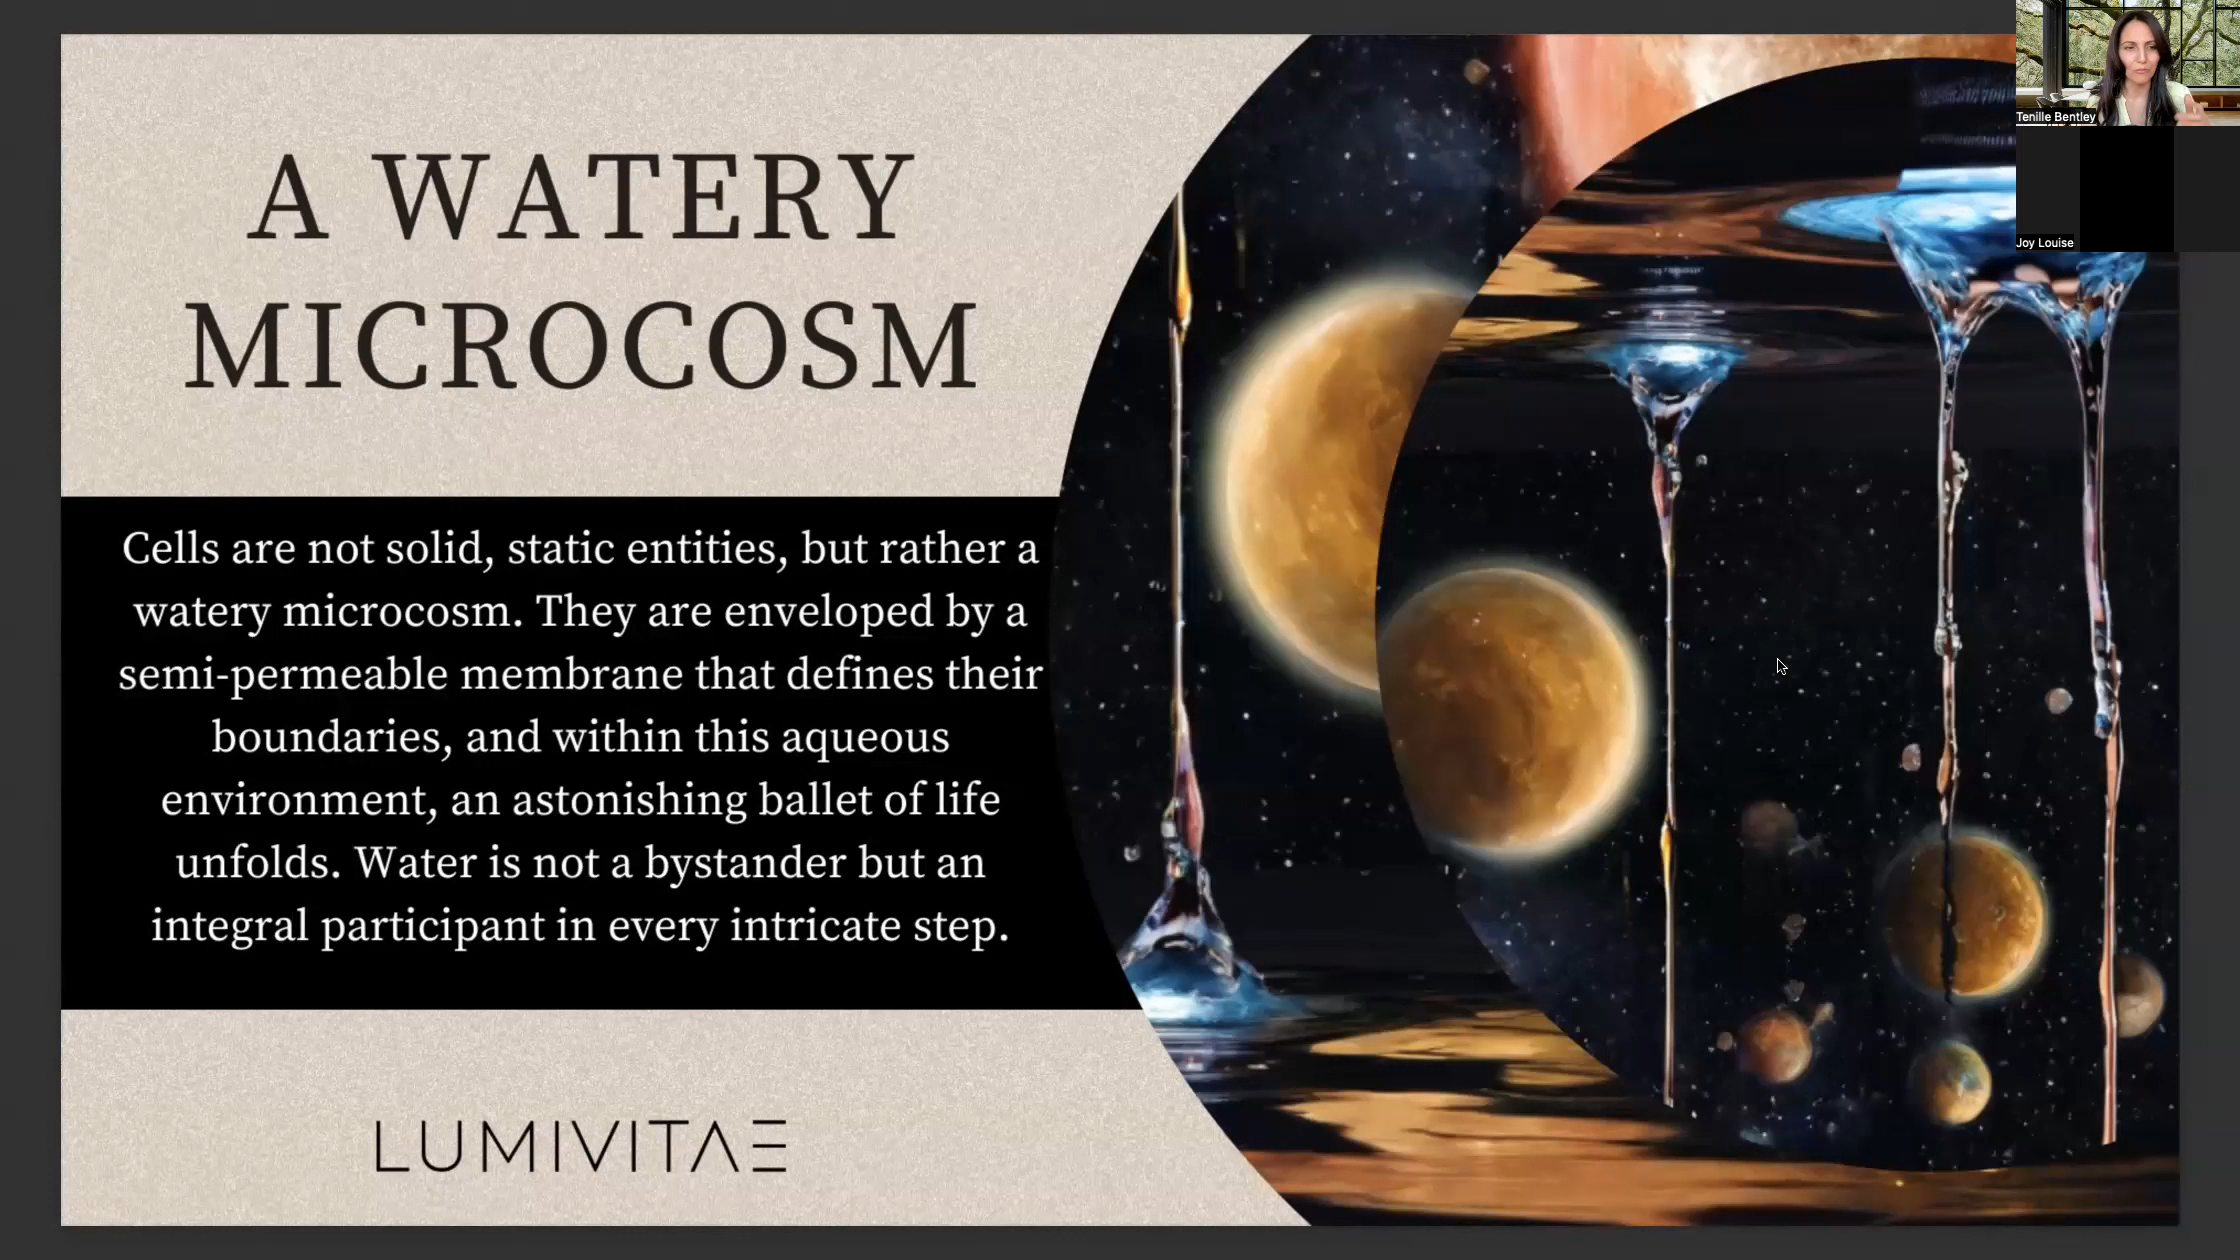 A WATERY
MICROCOSM
Cells are not solid, static entities, but rather a
watery microcosm. They are enveloped by a
semi-permeable membrane that defines their
boundaries, and within this aqueous
environment, an astonishing ballet of life
unfolds. Water is not a bystander but an
integral participant in every intricate step.
LUMIVITAE
Tenille Bentley
Joy Louise